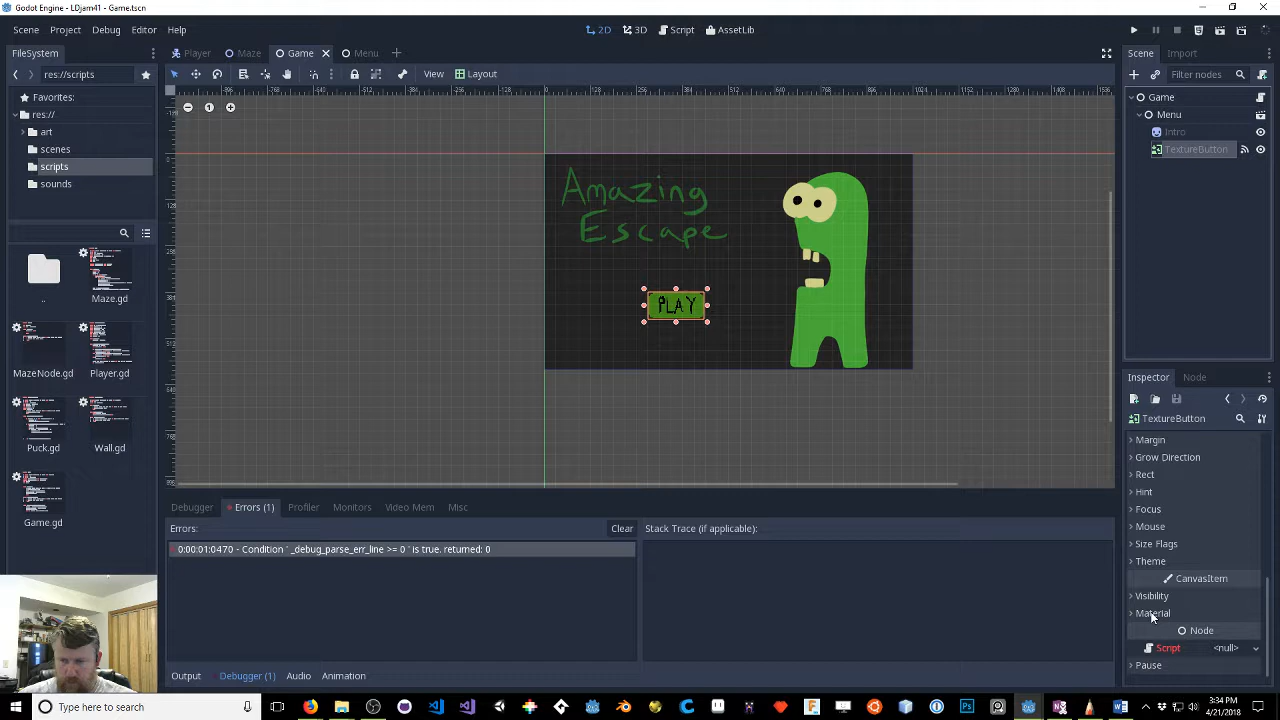 Godot Engine - LDjam41 - Game.tscn
Scene Project Debug Editor Help
2D 3D Script AssetLib
FileSystem
Player Maze Game Menu
Scene Import
res://scripts
View Layout
Filter nodes
Favorites:
res://
art
scenes
scripts
sounds
Game
Menu
Intro
TextureButton
Amazing
Escape
PLAY
..
Maze.gd
MazeNode.gd
Player.gd
Puck.gd
Wall.gd
Game.gd
Inspector Node
TextureButton
Margin
Grow Direction
Rect
Hint
Focus
Mouse
Size Flags
Theme
CanvasItem
Visibility
Material
Node
Script <null>
Pause
Debugger Errors (1) Profiler Monitors Video Mem Misc
Errors: Clear Stack Trace (if applicable):
0:00:01:0470 - Condition ' _debug_parse_err_line >= 0 ' is true. returned: 0
Output Debugger (1) Audio Animation
Type here to search
3:34 PM
4/21/2018